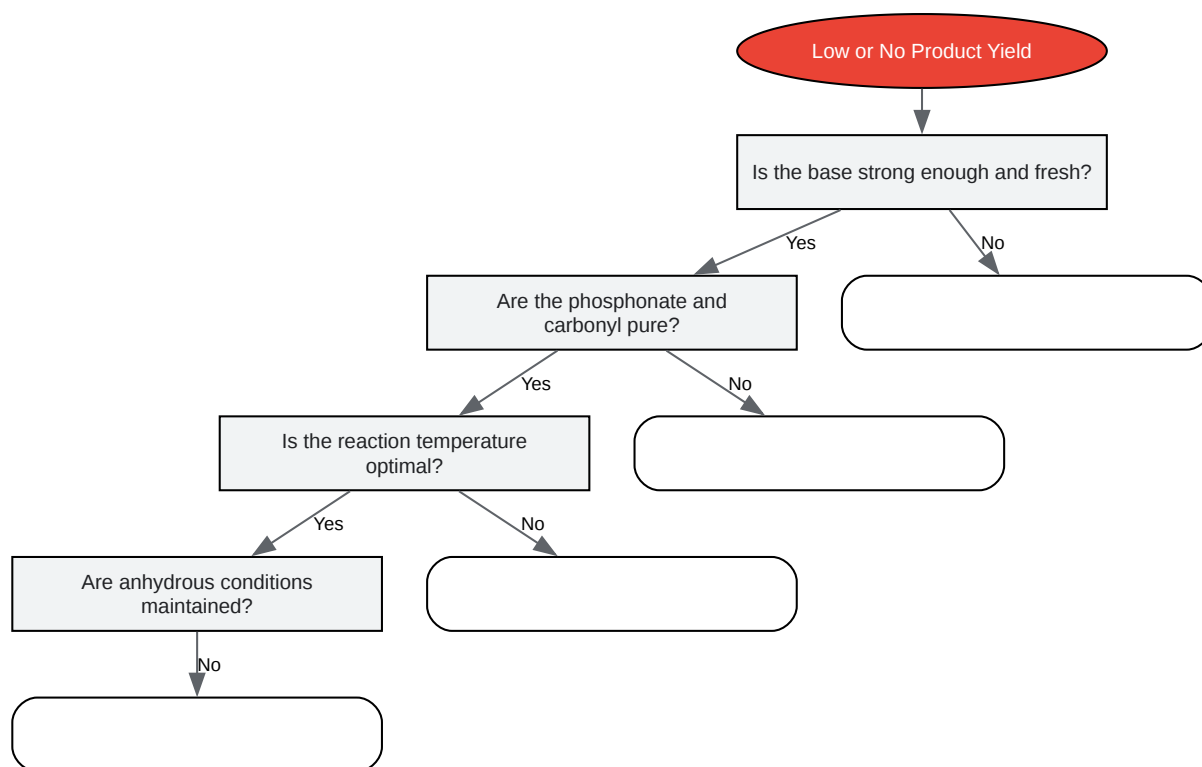 Low or No Product Yield
Is the base strong enough and fresh?
Yes
No
Are the phosphonate and
carbonyl pure?
Yes
No
Is the reaction temperature
optimal?
Yes
No
Are anhydrous conditions
maintained?
No